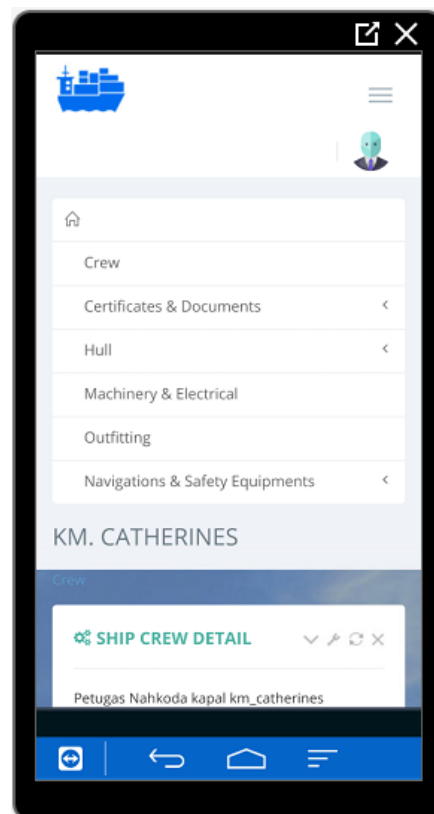 Crew
Certificates & Documents
Hull
Machinery & Electrical
Outfitting
Navigations & Safety Equipments
KM. CATHERINES
Crew
SHIP CREW DETAIL
Petugas Nahkoda kapal km_catherines